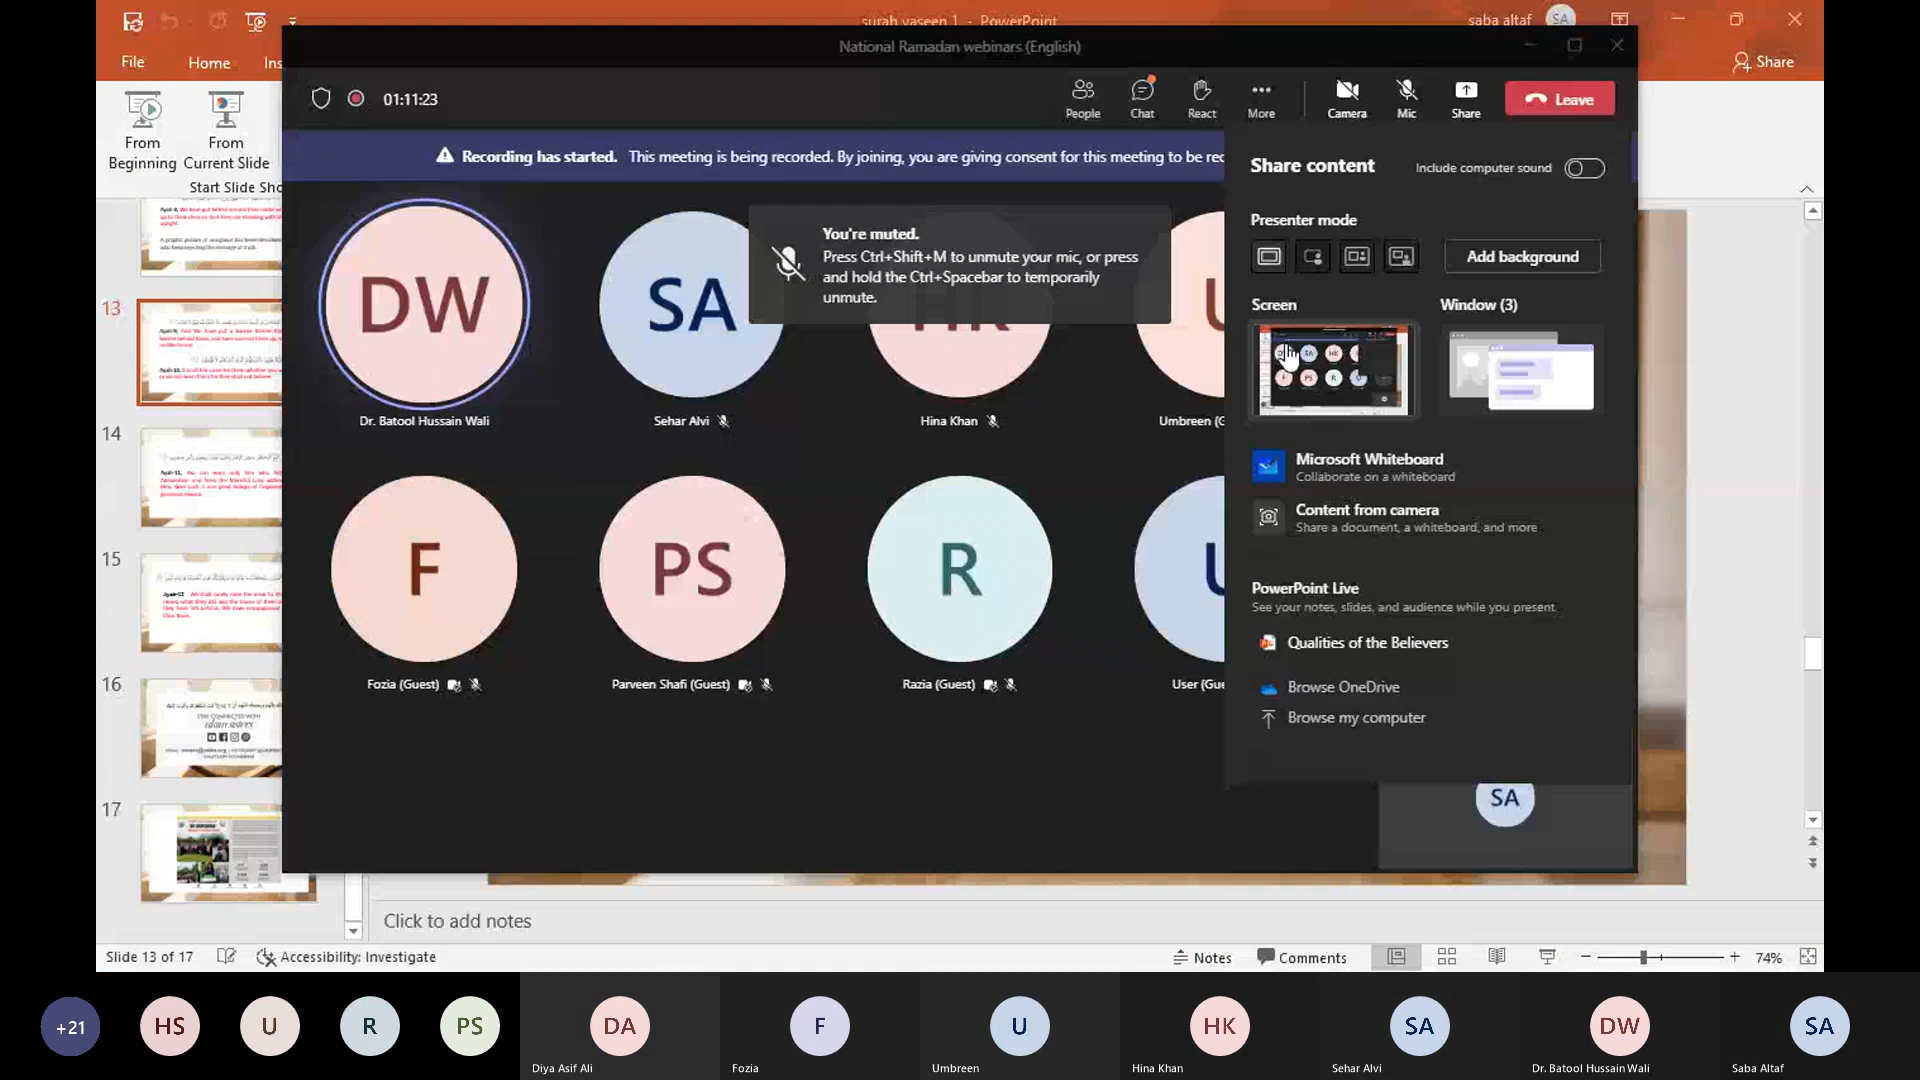 surah yaseen 1 - PowerPoint
saba altaf
SA
File
Home
Ins
Share
From
Beginning
From
Current Slide
Start Slide Sho
National Ramadan webinars (English)
01:11:23
People
Chat
React
More
Camera
Mic
Share
Leave
Recording has started. This meeting is being recorded. By joining, you are giving consent for this meeting to be rec
Share content
Include computer sound
Presenter mode
Add background
Screen
Window (3)
You're muted.
Press Ctrl+Shift+M to unmute your mic, or press
and hold the Ctrl+Spacebar to temporarily
unmute.
DW
SA
HK
U
Dr. Batool Hussain Wali
Sehar Alvi
Hina Khan
Umbreen (G
Microsoft Whiteboard
Collaborate on a whiteboard
Content from camera
Share a document, a whiteboard, and more
F
PS
R
U
Fozia (Guest)
Parveen Shafi (Guest)
Razia (Guest)
User (Gue
PowerPoint Live
See your notes, slides, and audience while you present
Qualities of the Believers
Browse OneDrive
Browse my computer
SA
13
14
15
16
17
Click to add notes
Slide 13 of 17
Accessibility: Investigate
Notes
Comments
74%
+21
HS
U
R
PS
DA
F
U
HK
SA
DW
SA
Diya Asif Ali
Fozia
Umbreen
Hina Khan
Sehar Alvi
Dr. Batool Hussain Wali
Saba Altaf